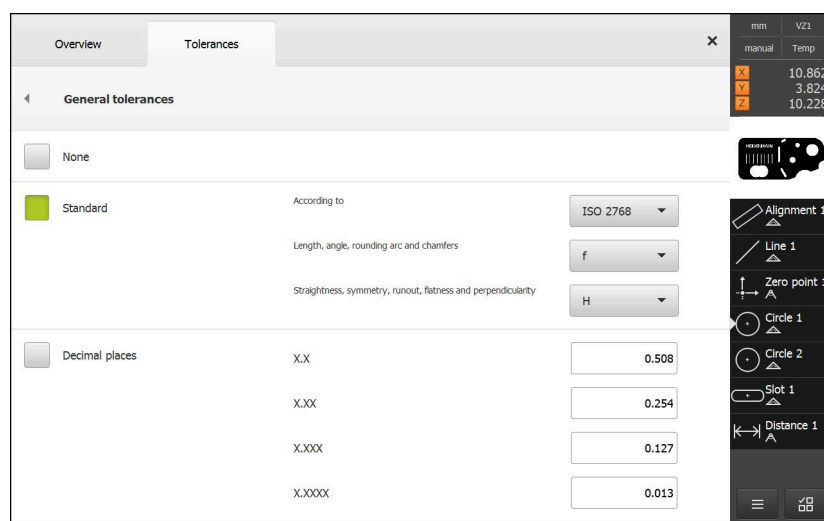 Overview
Tolerances
General tolerances
None
Standard
According to
ISO 2768
Length, angle, rounding arc and chamfers
f
Straightness, symmetry, runout, flatness and perpendicularity
H
Decimal places
X.X
0.508
X.XX
0.254
X.XXX
0.127
X.XXXX
0.013
mm
VZ1
manual
Temp
X
10.862
Y
3.824
Z
10.228
HEIDENHAIN
Alignment 1
Line 1
Zero point 1
Circle 1
Circle 2
Slot 1
Distance 1